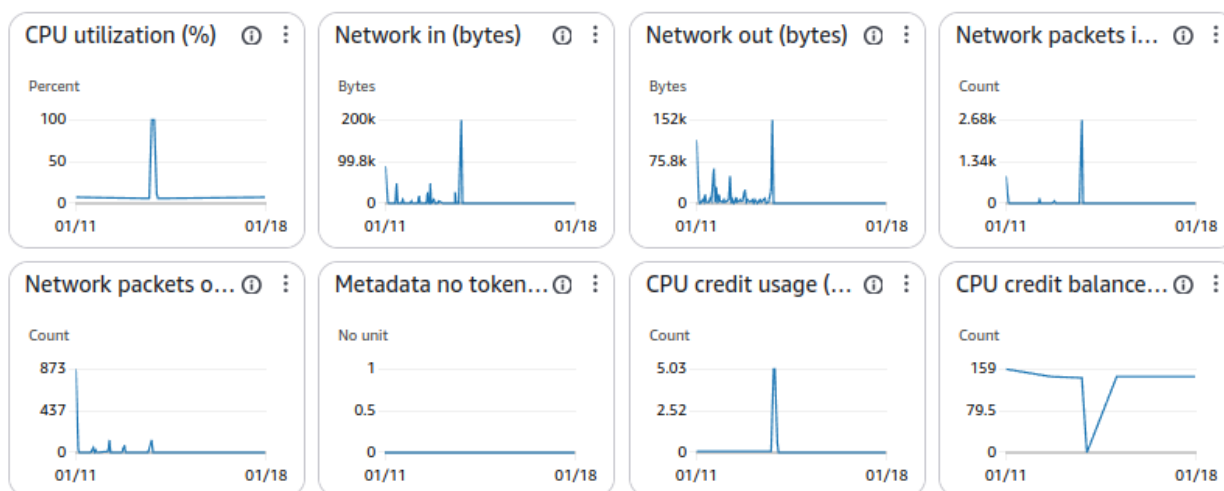 CPU utilization (%)
Percent
100
50
0
01/11 01/18
Network in (bytes)
Bytes
200k
99.8k
0
01/11 01/18
Network out (bytes)
Bytes
152k
75.8k
0
01/11 01/18
Network packets i...
Count
2.68k
1.34k
0
01/11 01/18
Network packets o...
Count
873
437
0
01/11 01/18
Metadata no token...
No unit
1
0.5
0
01/11 01/18
CPU credit usage (...
Count
5.03
2.52
0
01/11 01/18
CPU credit balance...
Count
159
79.5
0
01/11 01/18